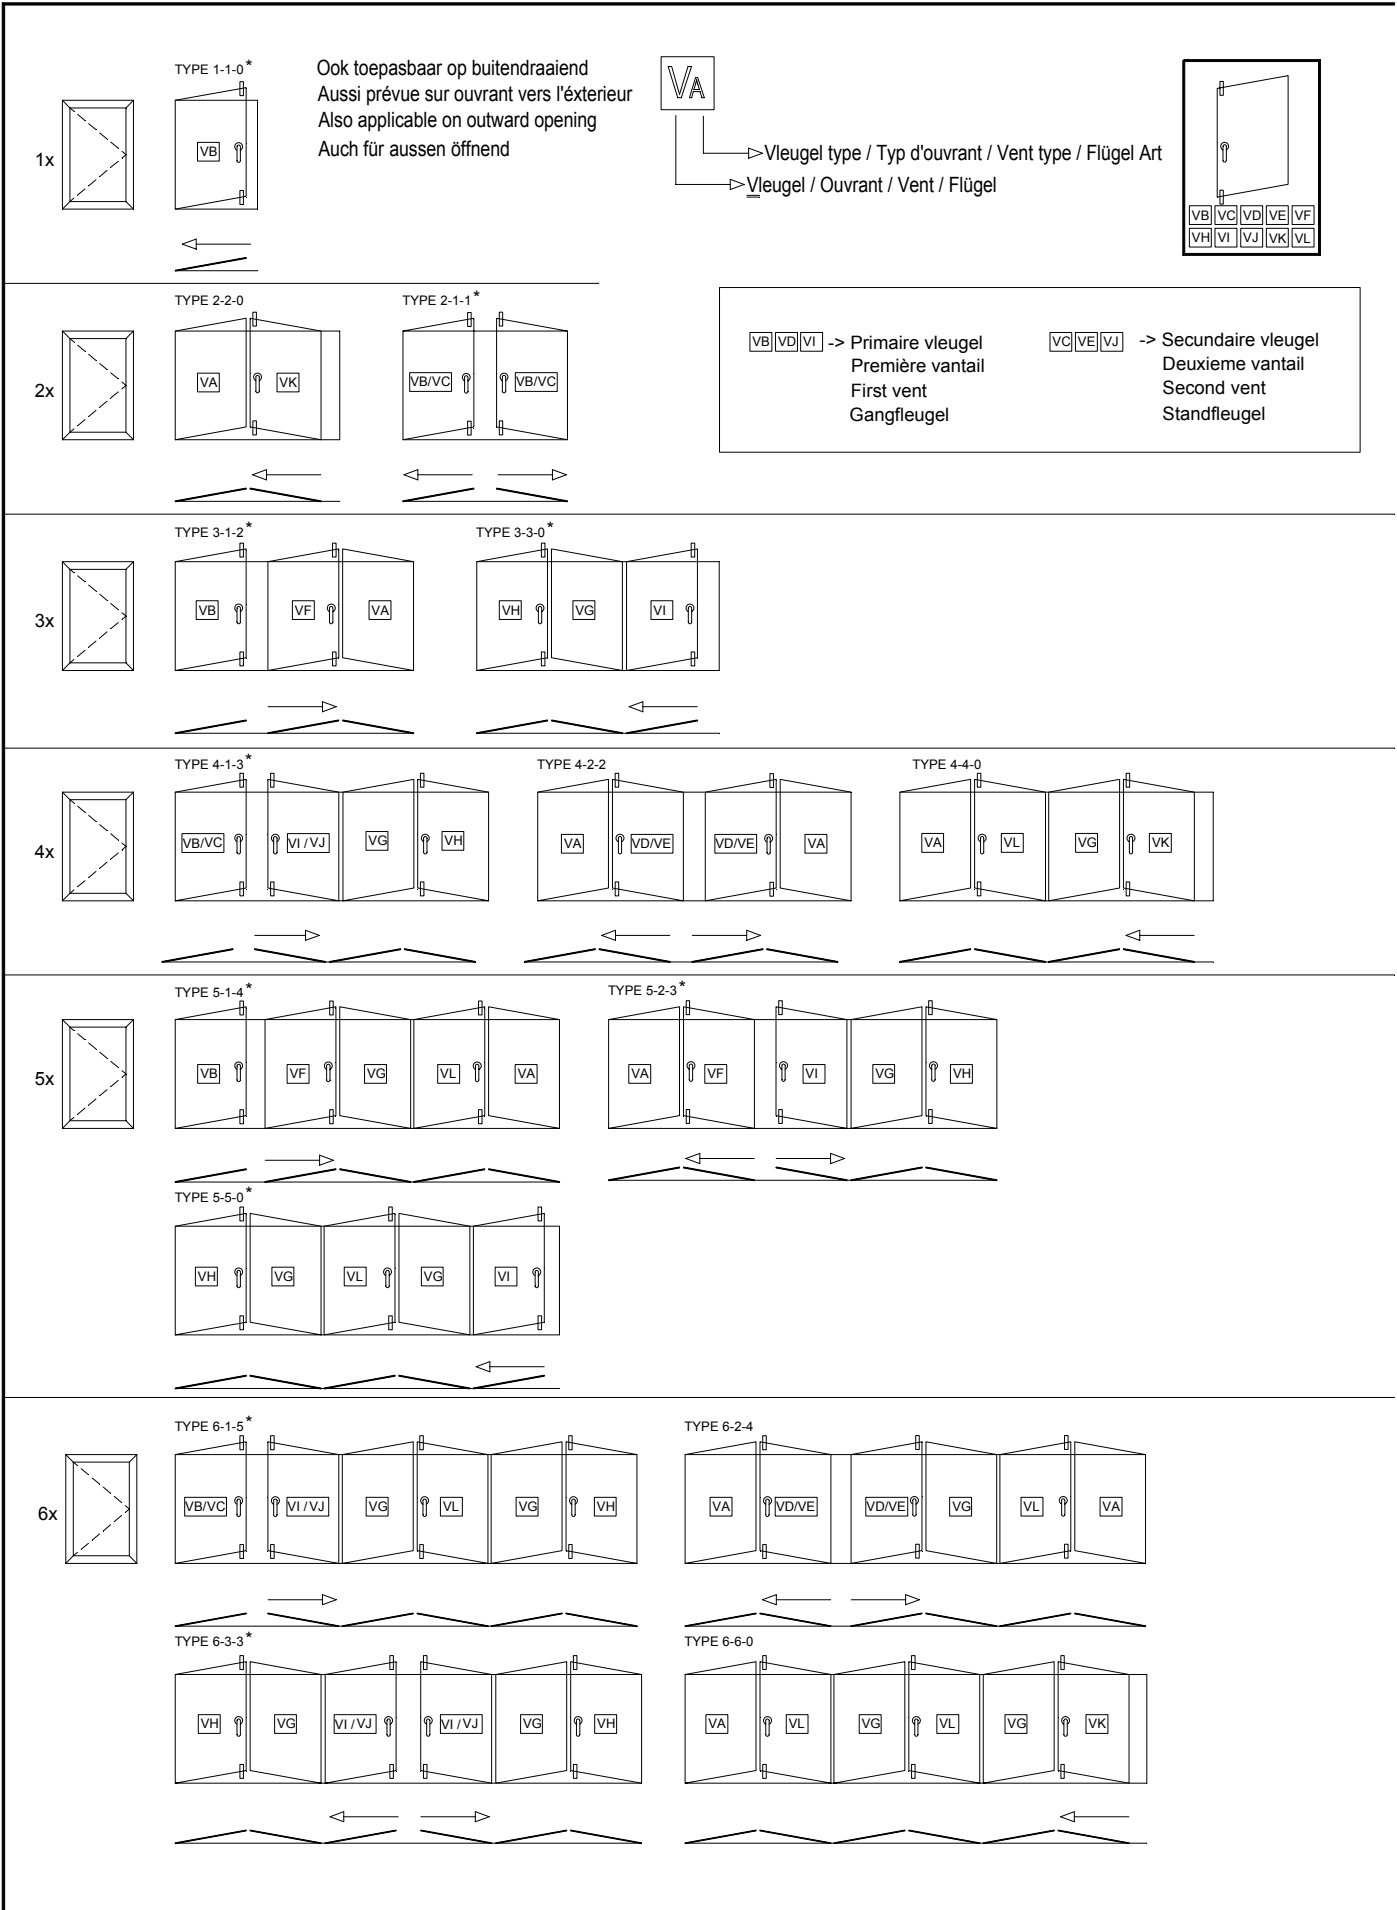 TYPE 1-1-0*
Ook toepasbaar op buitendraaiend
Aussi prévue sur ouvrant vers l'éxterieur
Also applicable on outward opening
Auch für aussen öffnend
VA
Vleugel type / Typ d'ouvrant / Vent type / Flügel Art
Vleugel / Ouvrant / Vent / Flügel
1x
VB
VB VC VD VE VF
VH VI VJ VK VL
TYPE 2-2-0
TYPE 2-1-1*
2x
VA VK
VB/VC VB/VC
VB VD VI -> Primaire vleugel
Première vantail
First vent
Gangfleugel
VC VE VJ -> Secundaire vleugel
Deuxieme vantail
Second vent
Standfleugel
TYPE 3-1-2*
TYPE 3-3-0*
3x
VB VF VA
VH VG VI
TYPE 4-1-3*
TYPE 4-2-2
TYPE 4-4-0
4x
VB/VC VI / VJ VG VH
VA VD/VE VD/VE VA
VA VL VG VK
TYPE 5-1-4*
TYPE 5-2-3*
5x
VB VF VG VL VA
VA VF VI VG VH
TYPE 5-5-0*
VH VG VL VG VI
TYPE 6-1-5*
TYPE 6-2-4
6x
VB/VC VI / VJ VG VL VG VH
VA VD/VE VD/VE VG VL VA
TYPE 6-3-3*
TYPE 6-6-0
VH VG VI / VJ VI / VJ VG VH
VA VL VG VL VG VK